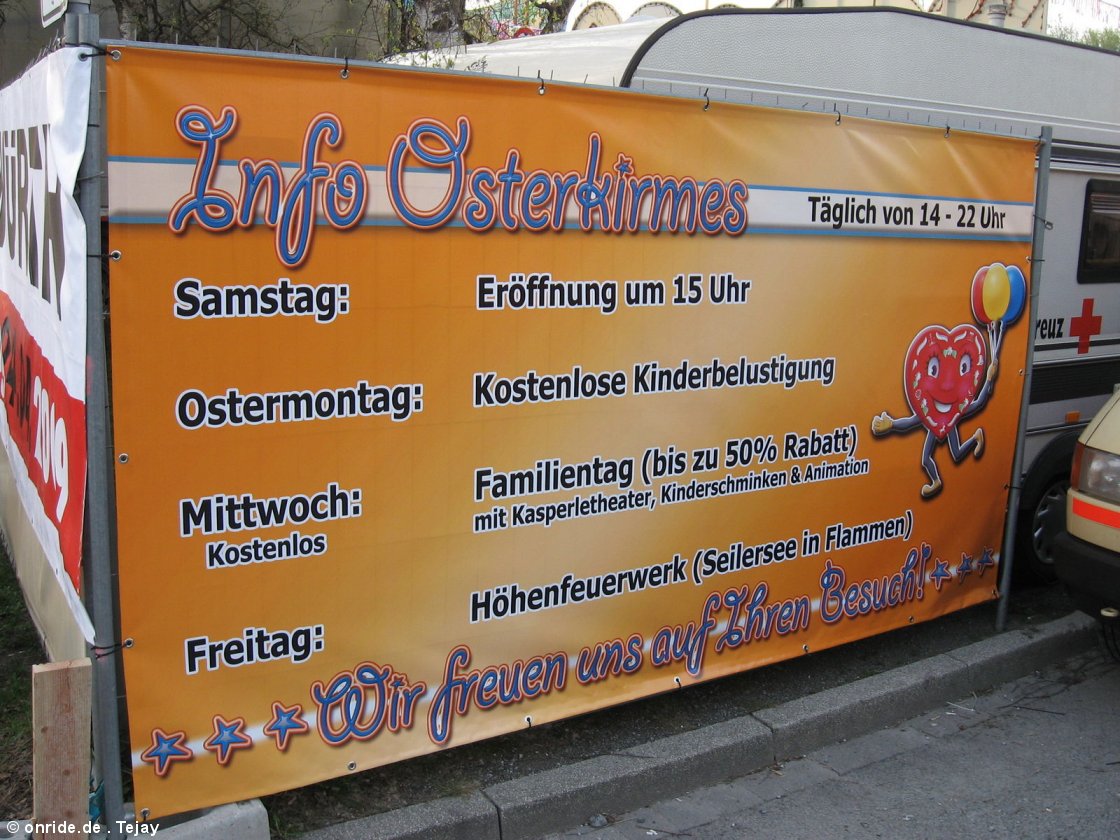 Info Osterkirmes
Täglich von 14 - 22 Uhr
Samstag:
Eröffnung um 15 Uhr
Ostermontag:
Kostenlose Kinderbelustigung
Mittwoch:
Kostenlos
Familientag (bis zu 50% Rabatt)
mit Kasperletheater, Kinderschminken & Animation
Freitag:
Höhenfeuerwerk (Seilersee in Flammen)
Wir freuen uns auf Ihren Besuch!
reuz
2009
© onride.de . Tejay